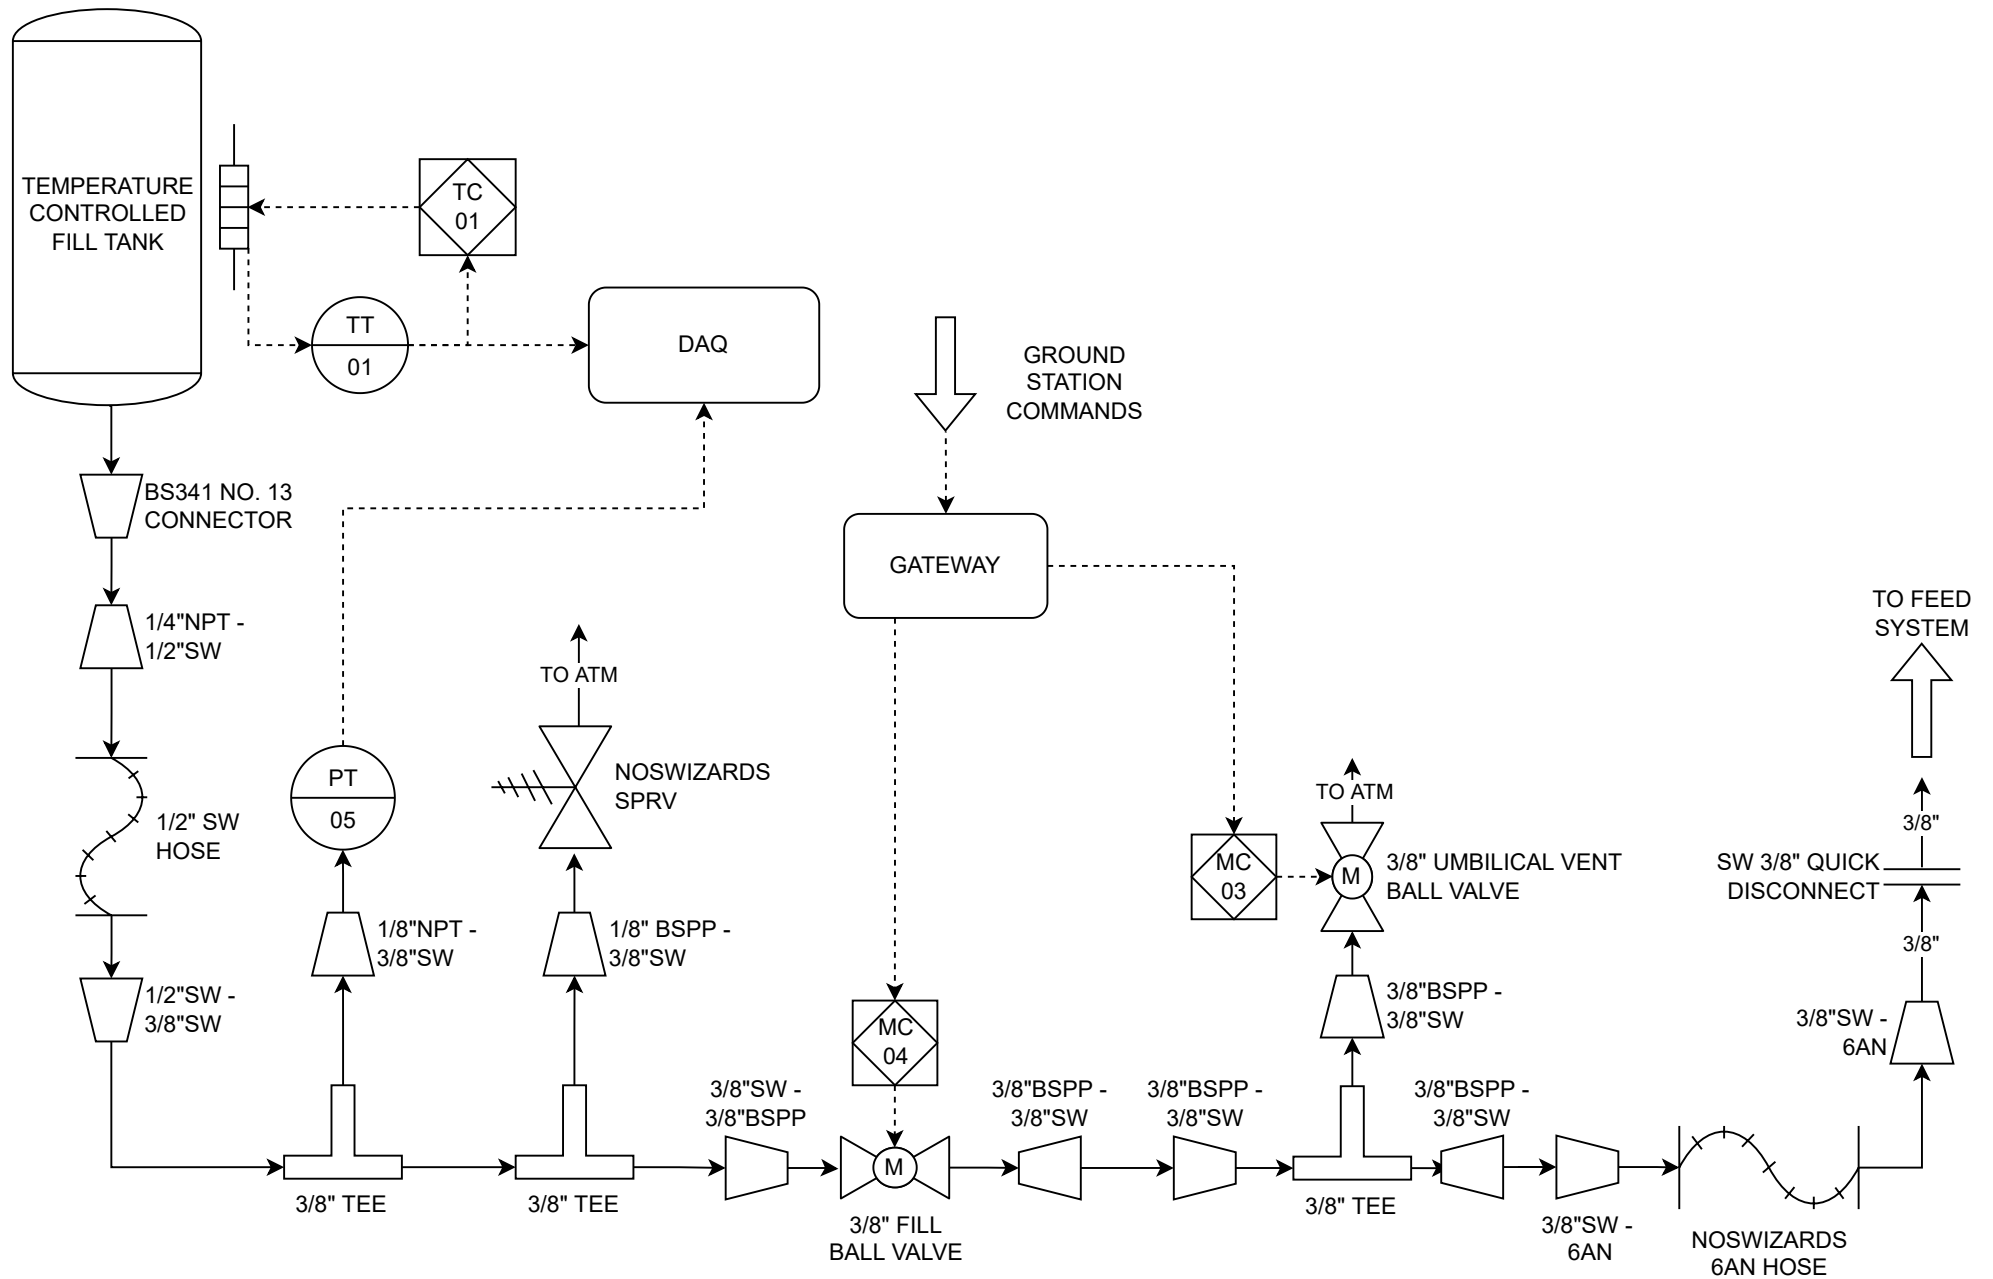 TEMPERATURE
CONTROLLED
FILL TANK
TC
01
TT
01
DAQ
GROUND
STATION
COMMANDS
BS341 NO. 13
CONNECTOR
GATEWAY
1/4"NPT -
1/2"SW
TO FEED
SYSTEM
TO ATM
NOSWIZARDS
SPRV
PT
05
1/2" SW
HOSE
TO ATM
3/8"
MC
03
M
3/8" UMBILICAL VENT
BALL VALVE
SW 3/8" QUICK
DISCONNECT
1/8"NPT -
3/8"SW
1/8" BSPP -
3/8"SW
3/8"
1/2"SW -
3/8"SW
3/8"BSPP -
3/8"SW
MC
04
3/8"SW -
6AN
3/8"SW -
3/8"BSPP
3/8"BSPP -
3/8"SW
3/8"BSPP -
3/8"SW
3/8"BSPP -
3/8"SW
M
3/8" TEE
3/8" TEE
3/8" TEE
3/8" FILL
BALL VALVE
3/8"SW -
6AN
NOSWIZARDS
6AN HOSE